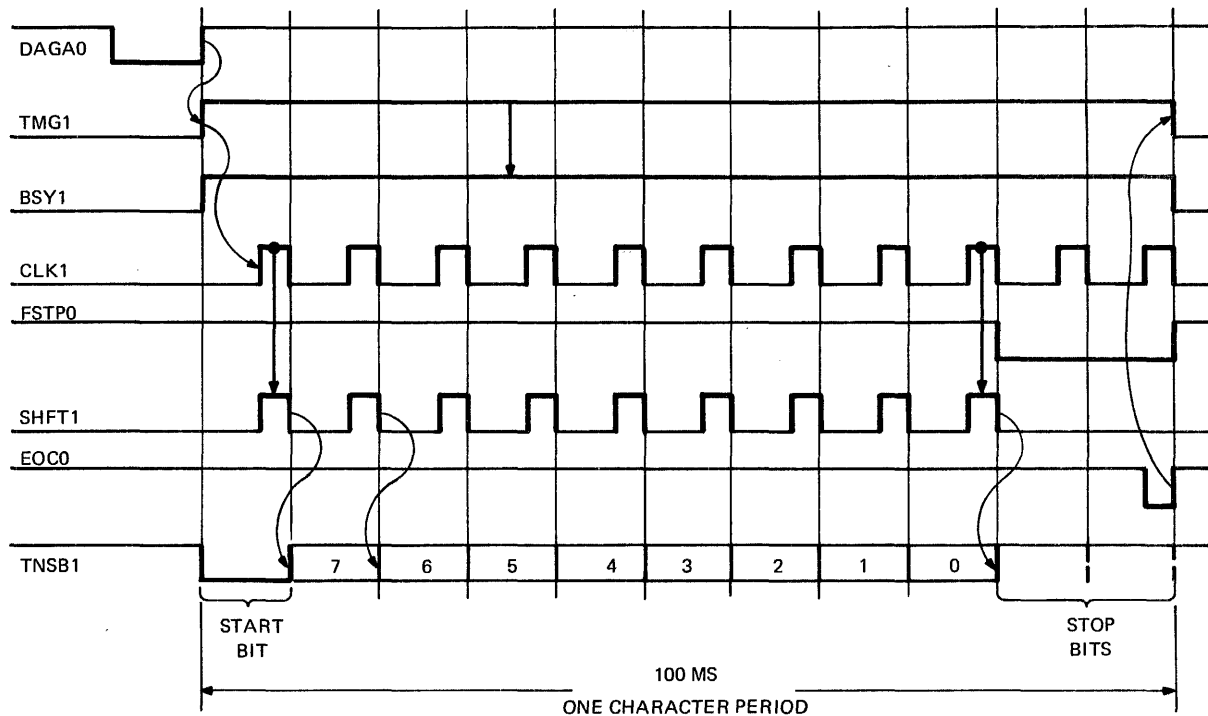 DAGA0
TMG1
BSY1
CLK1
FSTP0
SHFT1
EOC0
TNSB1
7 6 5 4 3 2 1 0
START
BIT
STOP
BITS
100 MS
ONE CHARACTER PERIOD